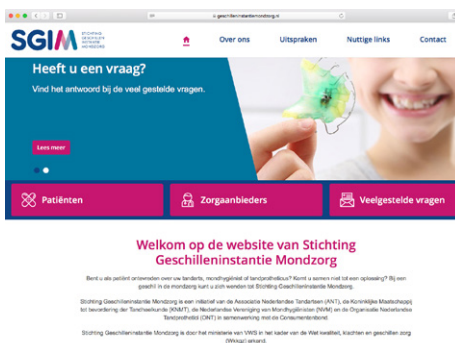 geschilleninstantiemondzorg.nl
SGIM STICHTING GESCHILLEN INSTANTIE MONDZORG
Over ons Uitspraken Nuttige links Contact
Heeft u een vraag?
Vind het antwoord bij de veel gestelde vragen.
Lees meer
Patiënten Zorgaanbieders Veelgestelde vragen
Welkom op de website van Stichting
Geschilleninstantie Mondzorg
Bent u als patiënt ontevreden over uw tandarts, mondhygiënist of tandprotheticus? Komt u samen niet tot een oplossing? Bij een
geschil in de mondzorg kunt u zich wenden tot Stichting Geschilleninstantie Mondzorg.
Stichting Geschilleninstantie Mondzorg is een initiatief van de Associatie Nederlandse Tandartsen (ANT), de Koninklijke Maatschappij
tot bevordering der Tandheelkunde (KNMT), de Nederlandse Vereniging van Mondhygiënisten (NVM) en de Organisatie Nederlandse
Tandprothetici (ONT) in samenwerking met de Consumentenbond.
Stichting Geschilleninstantie Mondzorg is door het ministerie van VWS in het kader van de Wet kwaliteit, klachten en geschillen zorg
(Wkkgz) erkend.